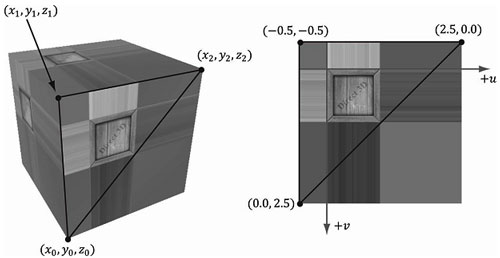 (x₁, y₁, z₁)
(x₂, y₂, z₂)
(x₀, y₀, z₀)
(−0.5, −0.5)
(2.5, 0.0)
+u
(0.0, 2.5)
+v